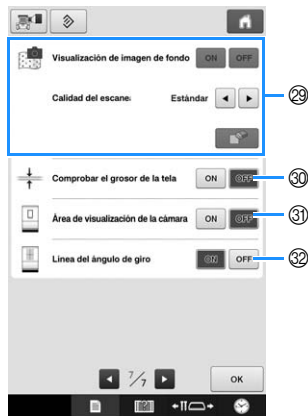 Visualización de imagen de fondo ON OFF
Calidad del escane: Estándar
29
Comprobar el grosor de la tela ON OFF
30
Área de visualización de la cámara ON OFF
31
Línea del ángulo de giro ON OFF
32
7/7 OK